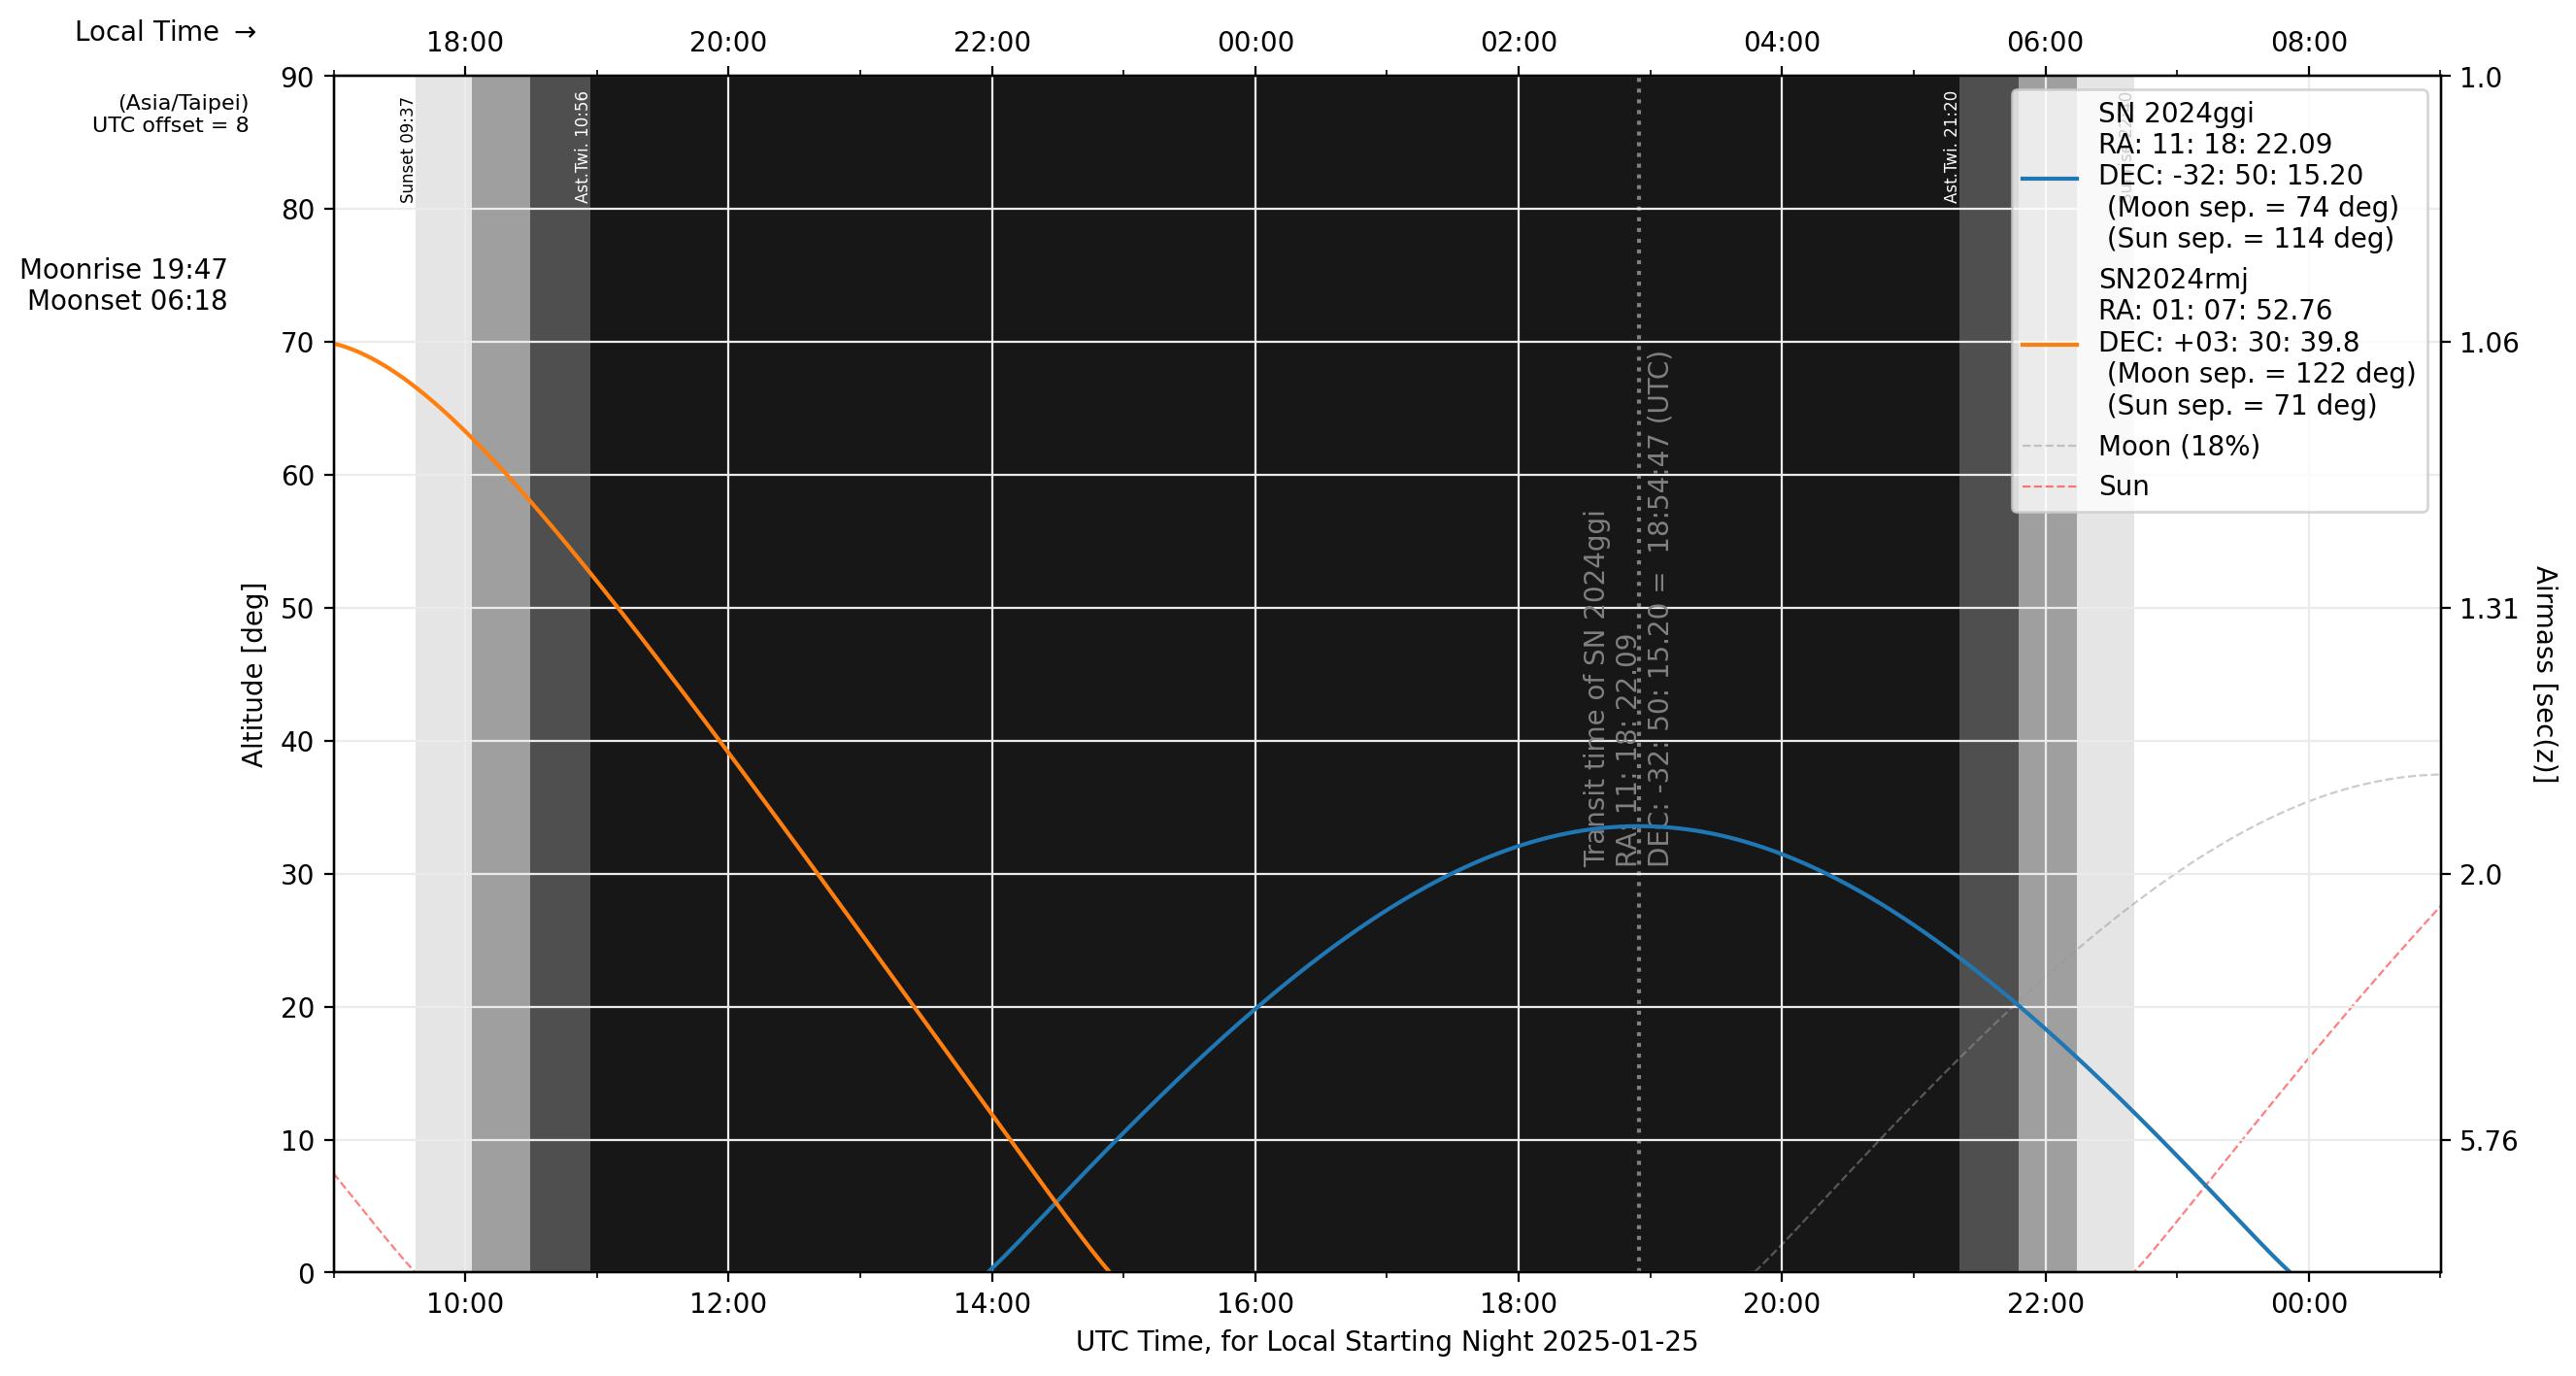 Local Time →
18:00 20:00 22:00 00:00 02:00 04:00 06:00 08:00
(Asia/Taipei)
UTC offset = 8
Moonrise 19:47
Moonset 06:18
Altitude [deg]
90
80
70
60
50
40
30
20
10
0
Sunset 09:37
Ast.Twi. 10:56
Transit time of SN 2024ggi
RA: 11: 18: 22.09
DEC: -32: 50: 15.20 = 18:54:47 (UTC)
Ast.Twi. 21:20
SN 2024ggi
RA: 11: 18: 22.09
DEC: -32: 50: 15.20
(Moon sep. = 74 deg)
(Sun sep. = 114 deg)
SN2024rmj
RA: 01: 07: 52.76
DEC: +03: 30: 39.8
(Moon sep. = 122 deg)
(Sun sep. = 71 deg)
Moon (18%)
Sun
1.0
1.06
1.31
2.0
5.76
Airmass [sec(z)]
10:00 12:00 14:00 16:00 18:00 20:00 22:00 00:00
UTC Time, for Local Starting Night 2025-01-25